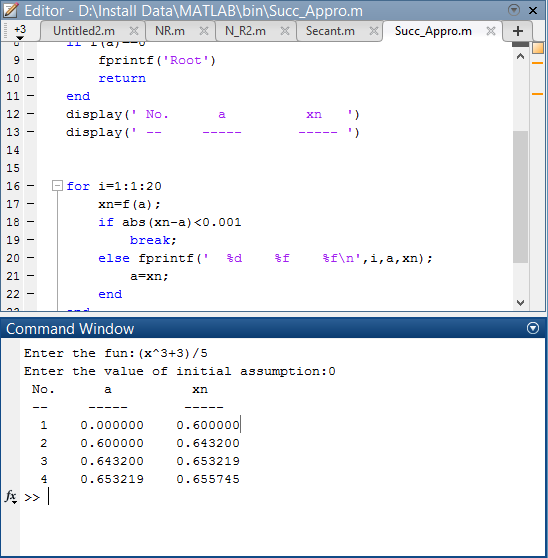 Editor - D:\Install Data\MATLAB\bin\Succ_Appro.m
+3 Untitled2.m NR.m N_R2.m Secant.m Succ_Appro.m +
8 if f(a)==0
9 fprintf('Root')
10 return
11 end
12 display(' No. a xn ')
13 display(' -- ----- ----- ')
14
15
16 for i=1:1:20
17 xn=f(a);
18 if abs(xn-a)<0.001
19 break;
20 else fprintf(' %d %f %f\n',i,a,xn);
21 a=xn;
22 end
23 end
Command Window
Enter the fun:(x^3+3)/5
Enter the value of initial assumption:0
No. a xn
-- ----- -----
1 0.000000 0.600000
2 0.600000 0.643200
3 0.643200 0.653219
4 0.653219 0.655745
fx >>